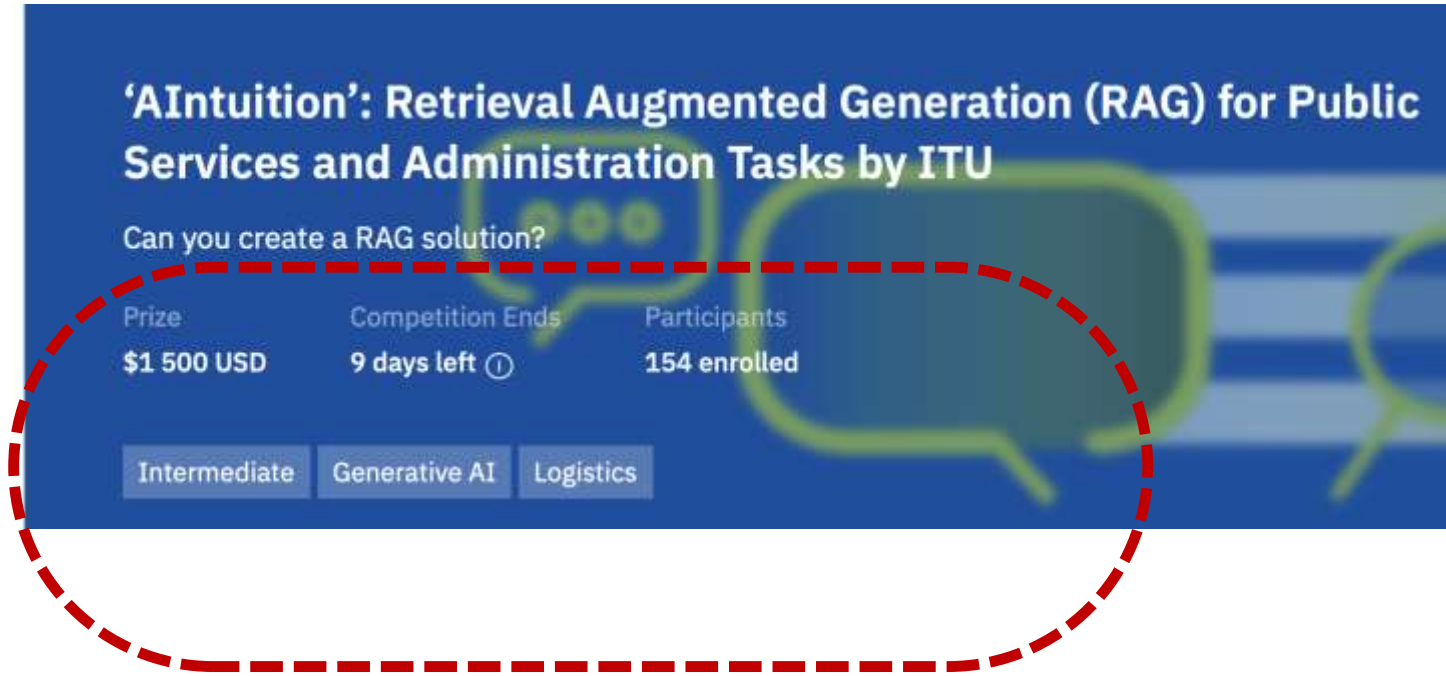 ‘AIntuition’: Retrieval Augmented Generation (RAG) for Public
Services and Administration Tasks by ITU
Can you create a RAG solution?
Prize Competition Ends Participants
$1 500 USD 9 days left 154 enrolled
Intermediate Generative AI Logistics